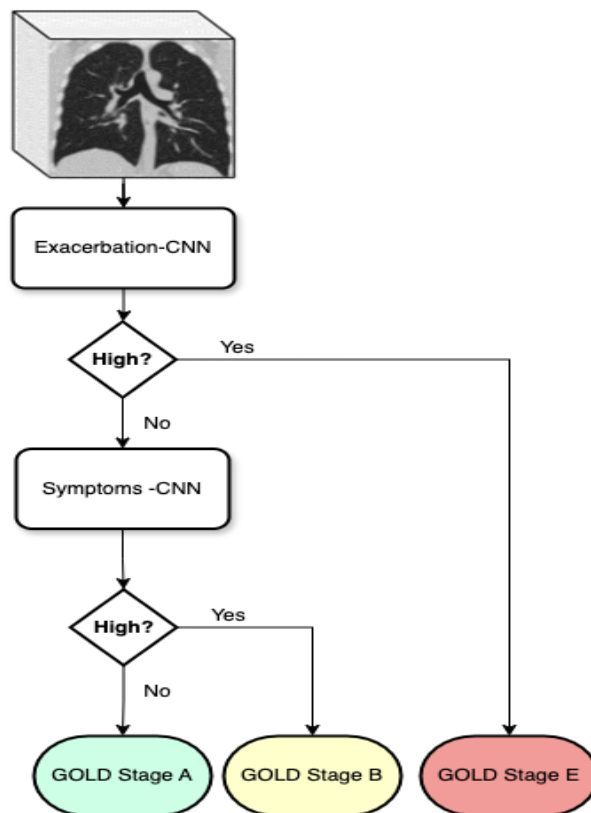 Exacerbation-CNN
High?
Yes
No
Symptoms -CNN
High?
Yes
No
GOLD Stage A
GOLD Stage B
GOLD Stage E